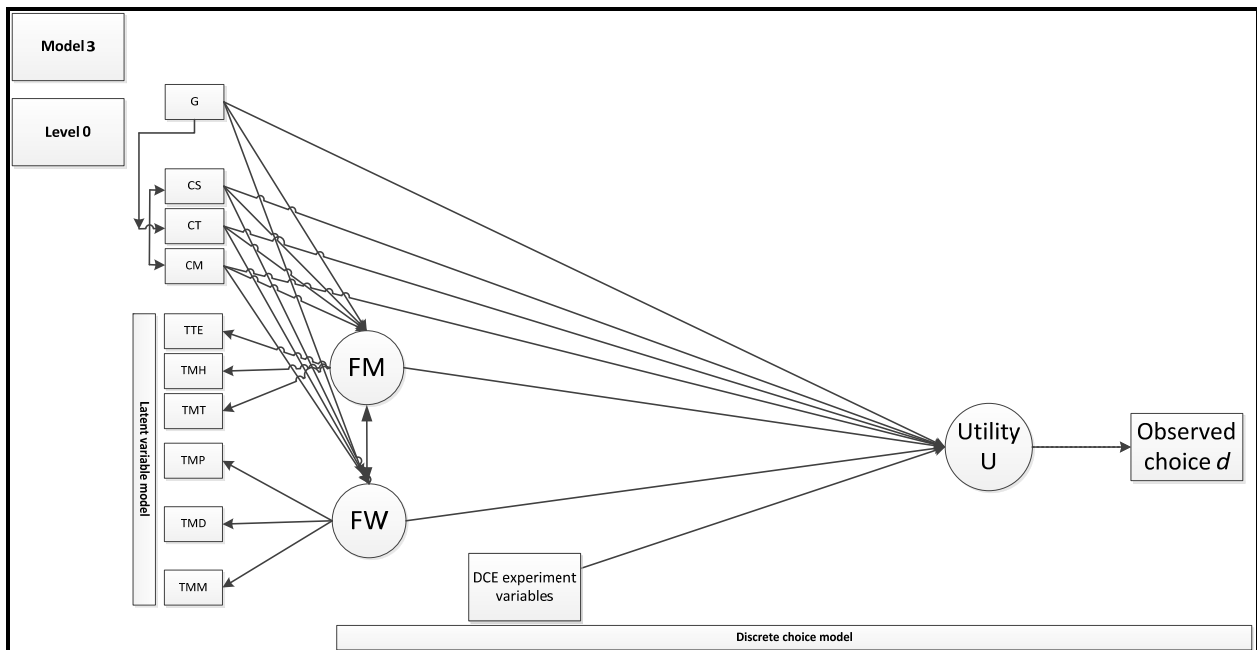 Model 3
Level 0
G
CS
CT
CM
TTE
TMH
TMT
TMP
TMD
TMM
Latent variable model
FM
FW
DCE experiment
variables
Utility
U
Observed
choice d
Discrete choice model